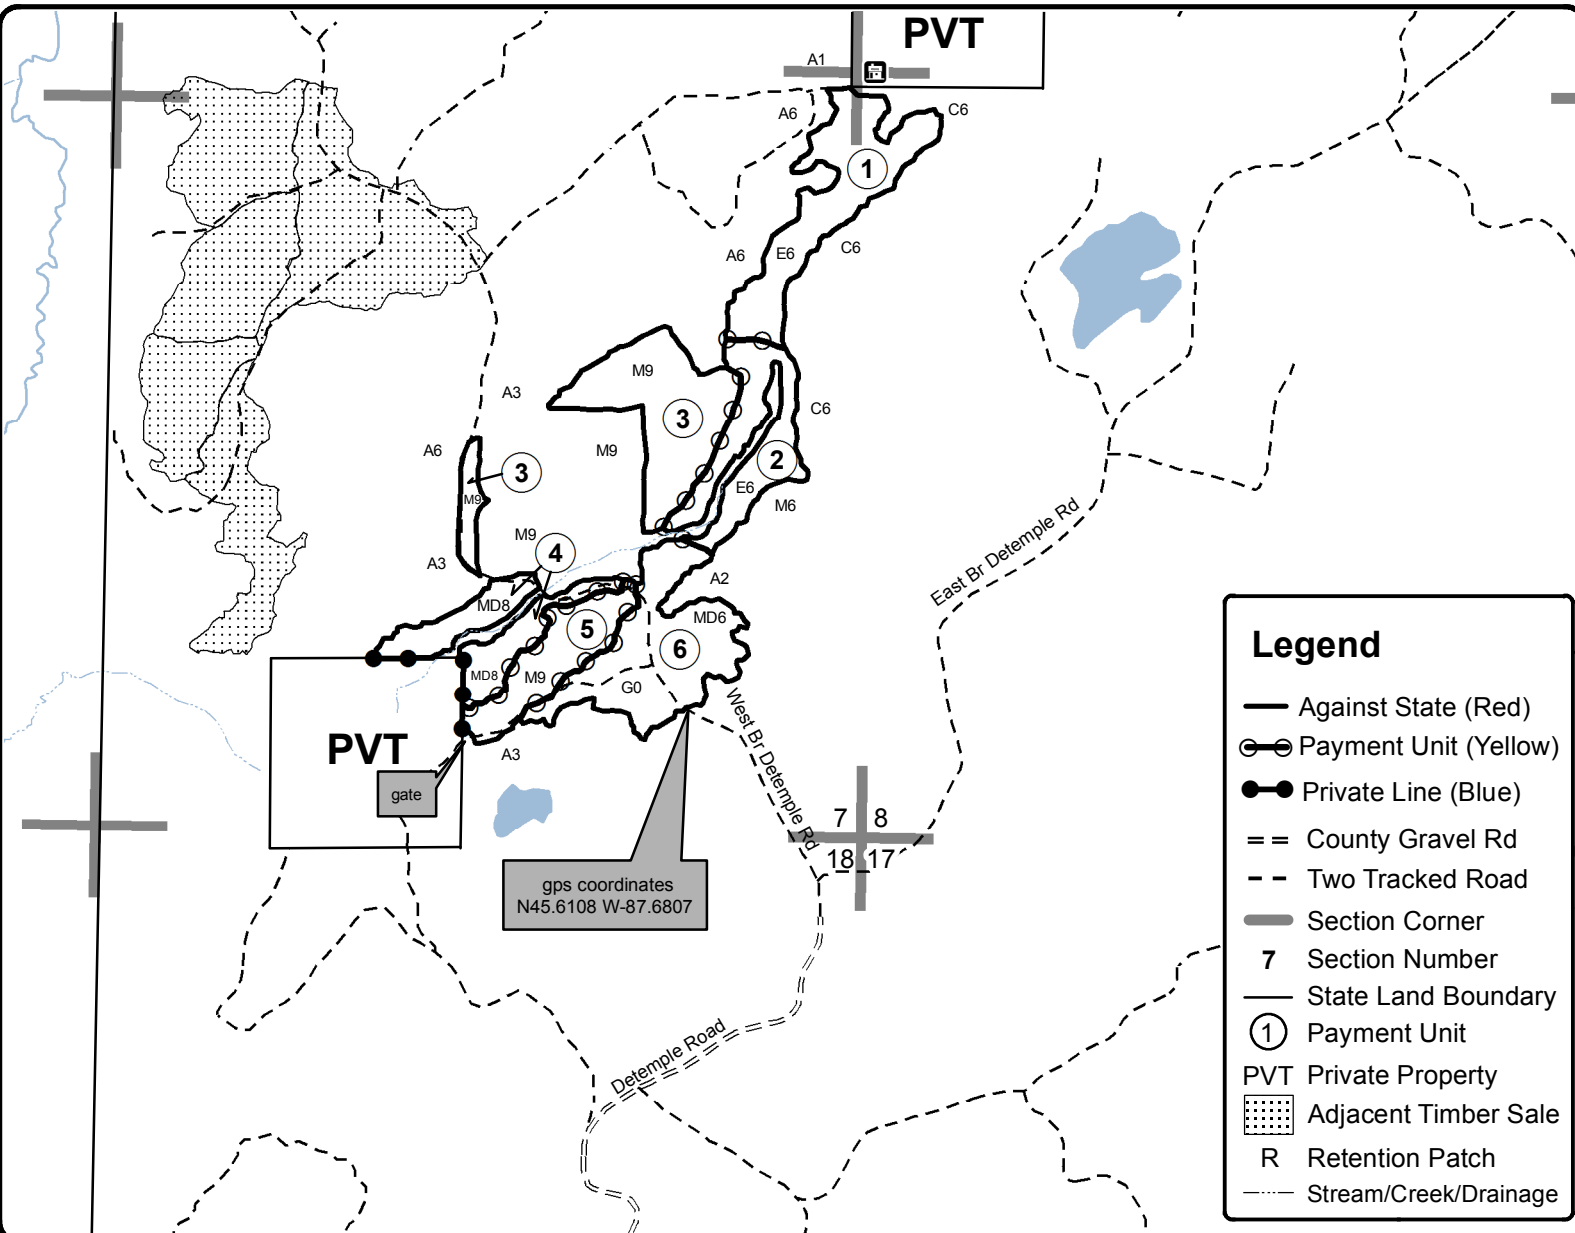 PVT
A1
A6
C6
1
A6
E6
C6
M9
A3
3
C6
A6
M9
3
2
M9
E6
M6
M9
4
A3
A2
MD8
MD6
5
6
MD8
M9
G0
A3
PVT
gate
East Br Detemple Rd
West Br Detemple Rd
7 8
18 17
gps coordinates
N45.6108 W-87.6807
Detemple Road
Legend
Against State (Red)
Payment Unit (Yellow)
Private Line (Blue)
County Gravel Rd
Two Tracked Road
Section Corner
7 Section Number
State Land Boundary
1 Payment Unit
PVT Private Property
Adjacent Timber Sale
R Retention Patch
Stream/Creek/Drainage